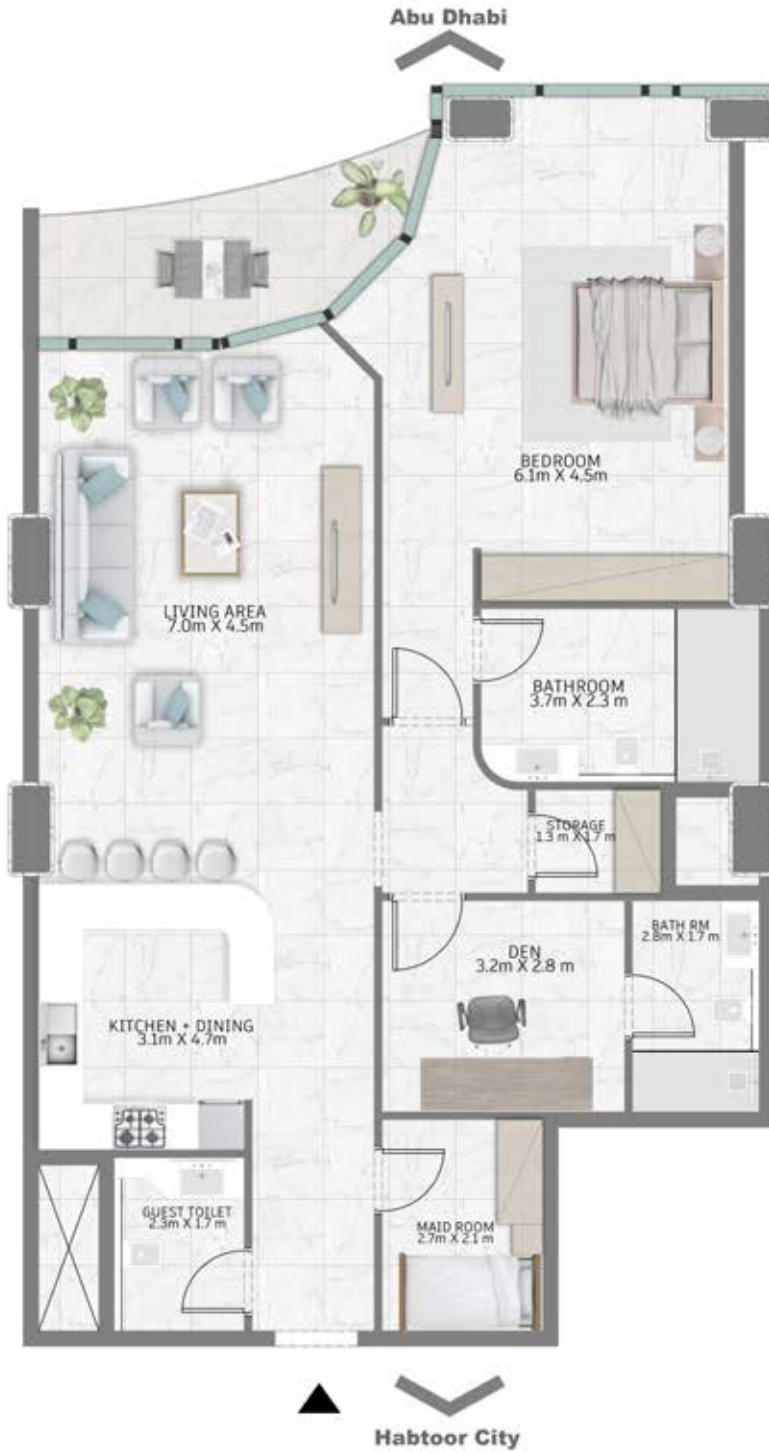 Abu Dhabi
BEDROOM
6.1m X 4.5m
LIVING AREA
7.0m X 4.5m
BATHROOM
3.7m X 2.3 m
STORAGE
1.3 m X 1.7 m
BATH RM
2.8m X 1.7 m
DEN
3.2m X 2.8 m
KITCHEN + DINING
3.1m X 4.7m
GUEST TOILET
2.3m X 1.7 m
MAID ROOM
2.7m X 2.1 m
Habtoor City